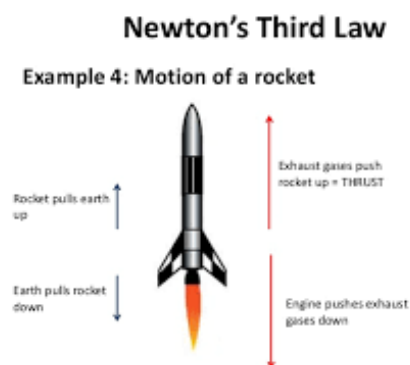 Newton's Third Law
Example 4: Motion of a rocket
Exhaust gases push
rocket up = THRUST
Rocket pulls earth
up
Earth pulls rocket
down
Engine pushes exhaust
gases down